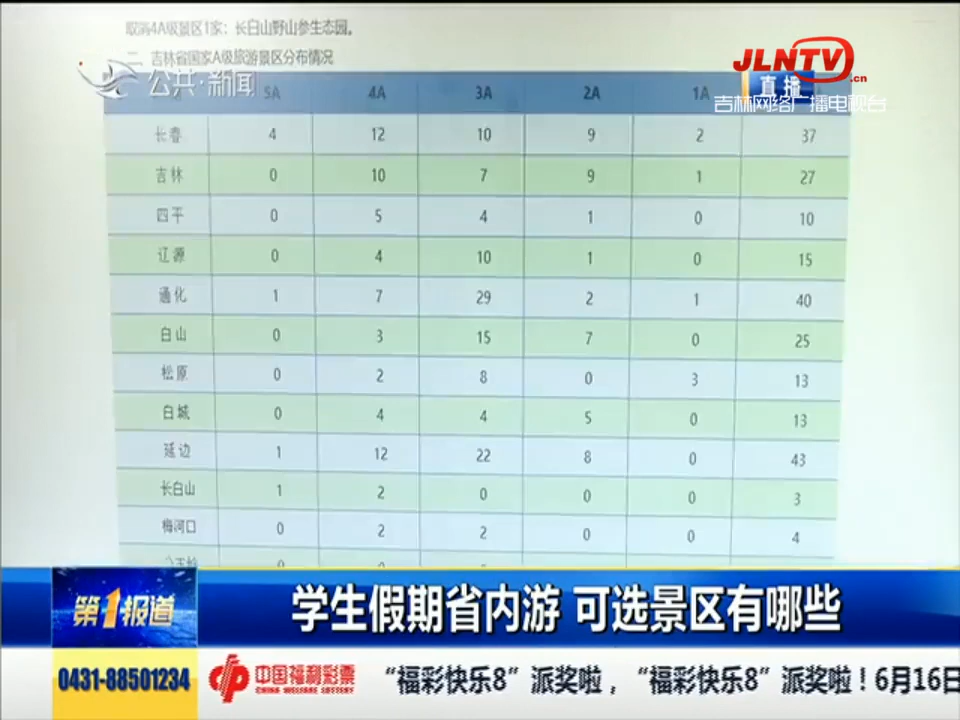 取消4A级景区1家：长白山野山参生态园。
二、吉林省国家A级旅游景区分布情况
公共·新闻
JLNTV.cn
直播
吉林网络广播电视台
5A 4A 3A 2A 1A
长春 4 12 10 9 2 37
吉林 0 10 7 9 1 27
四平 0 5 4 1 0 10
辽源 0 4 10 1 0 15
通化 1 7 29 2 1 40
白山 0 3 15 7 0 25
松原 0 2 8 0 3 13
白城 0 4 4 5 0 13
延边 1 12 22 8 0 43
长白山 1 2 0 0 0 3
梅河口 0 2 2 0 0 4
第1报道
学生假期省内游 可选景区有哪些
0431-88501234
中国福利彩票
CHINA WELFARE LOTTERY
“福彩快乐8”派奖啦，“福彩快乐8”派奖啦！6月16日